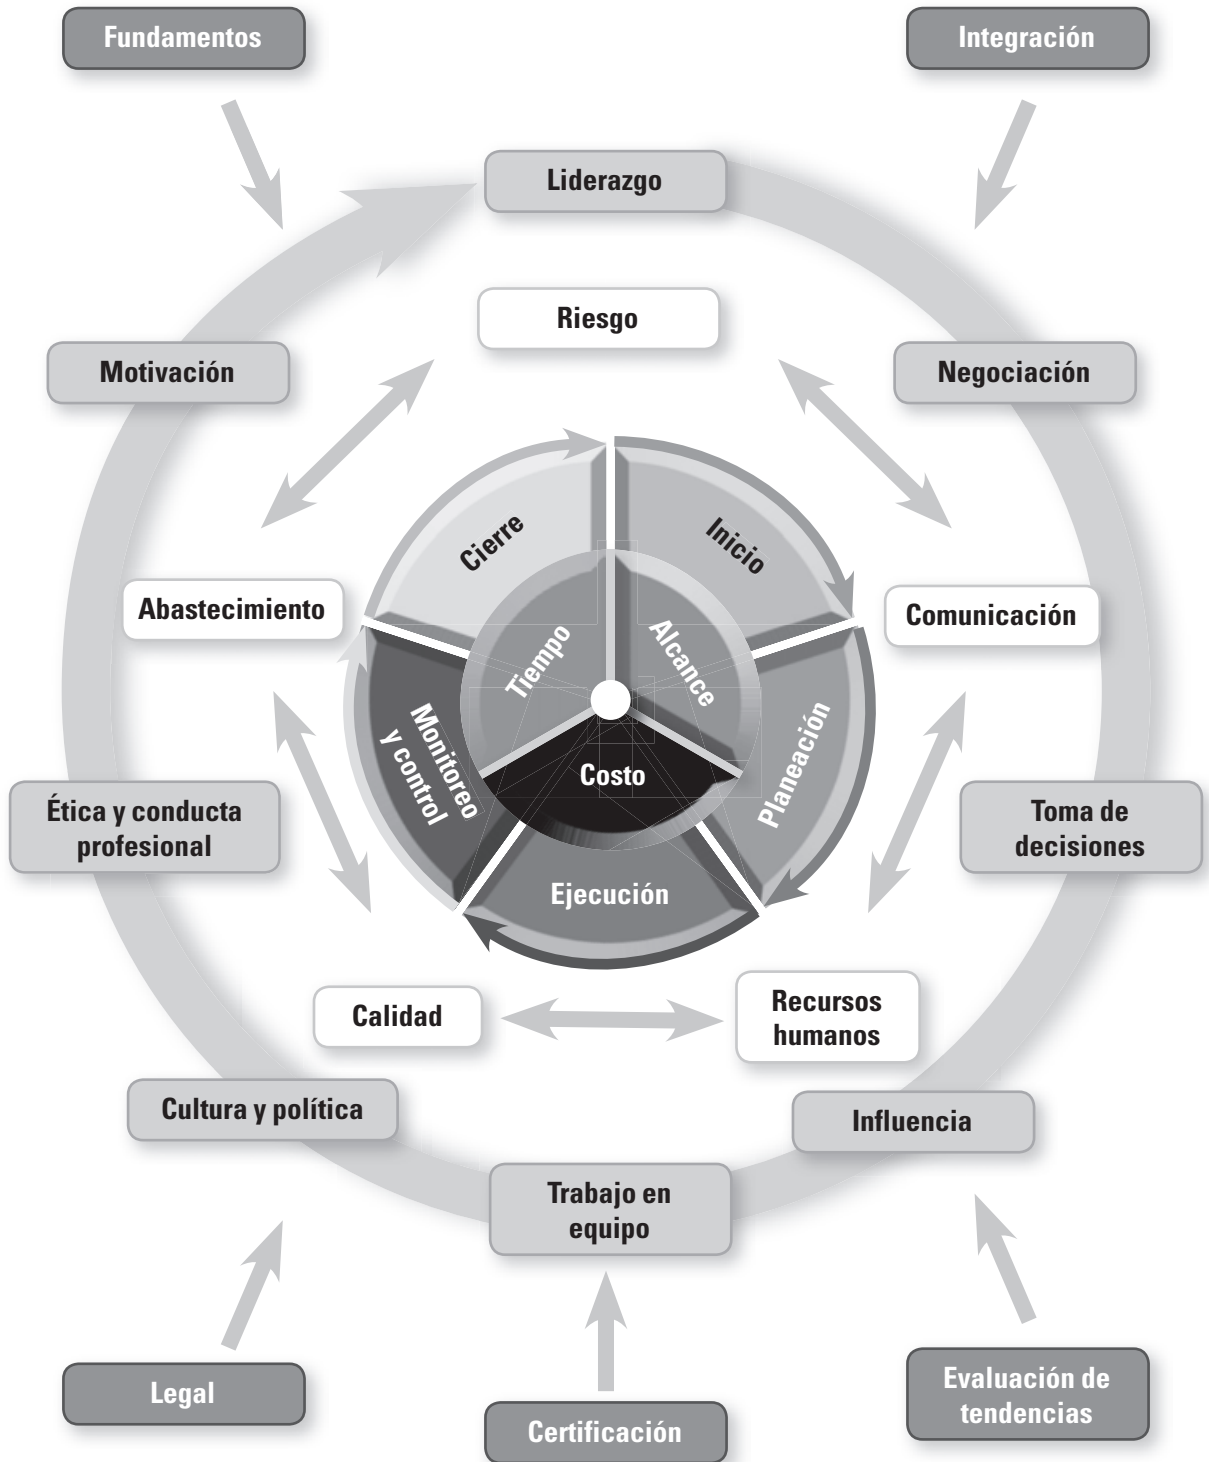 Fundamentos
Integración
Liderazgo
Riesgo
Motivación
Negociación
Cierre
Inicio
Abastecimiento
Comunicación
Tiempo
Alcance
Monitoreo
y control
Planeación
Costo
Ética y conducta
profesional
Toma de
decisiones
Ejecución
Calidad
Recursos
humanos
Cultura y política
Influencia
Trabajo en
equipo
Legal
Certificación
Evaluación de
tendencias